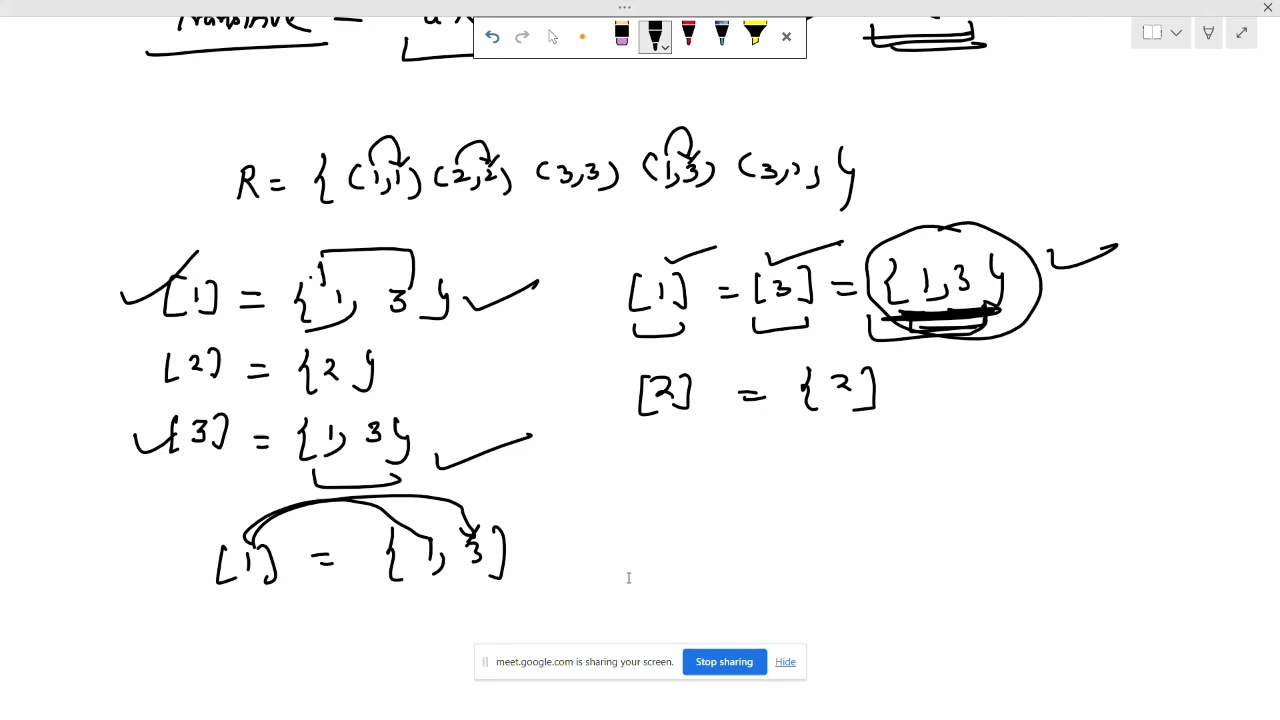 R = { (1,1) (2,2) (3,3) (1,3) (3, }
[1] = { 1, 3 }
[2] = { 2 }
[3] = { 1, 3 }
[1] = { 1, 3 ]
[1] = [3] = { 1, 3 }
[2] = { 2 ]
meet.google.com is sharing your screen. Stop sharing Hide